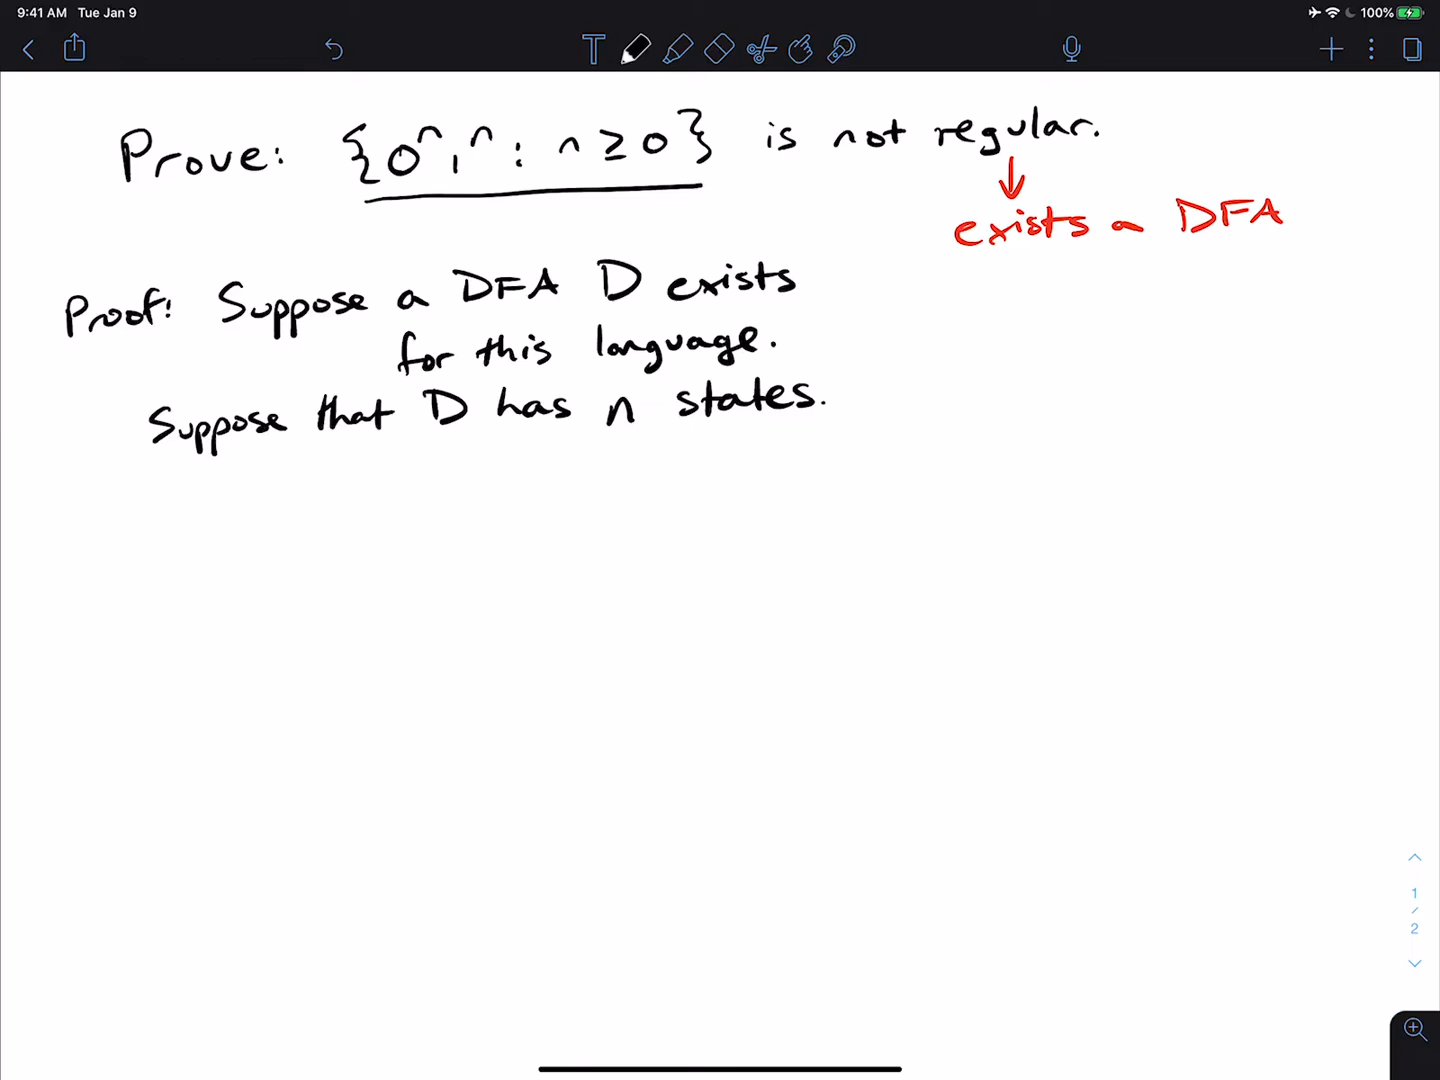 9:41 AM Tue Jan 9
100%
T
Prove: {0ⁿ1ⁿ : n ≥ 0} is not regular.
exists a DFA
Proof: Suppose a DFA D exists
for this language.
Suppose that D has n states.
1
/
2